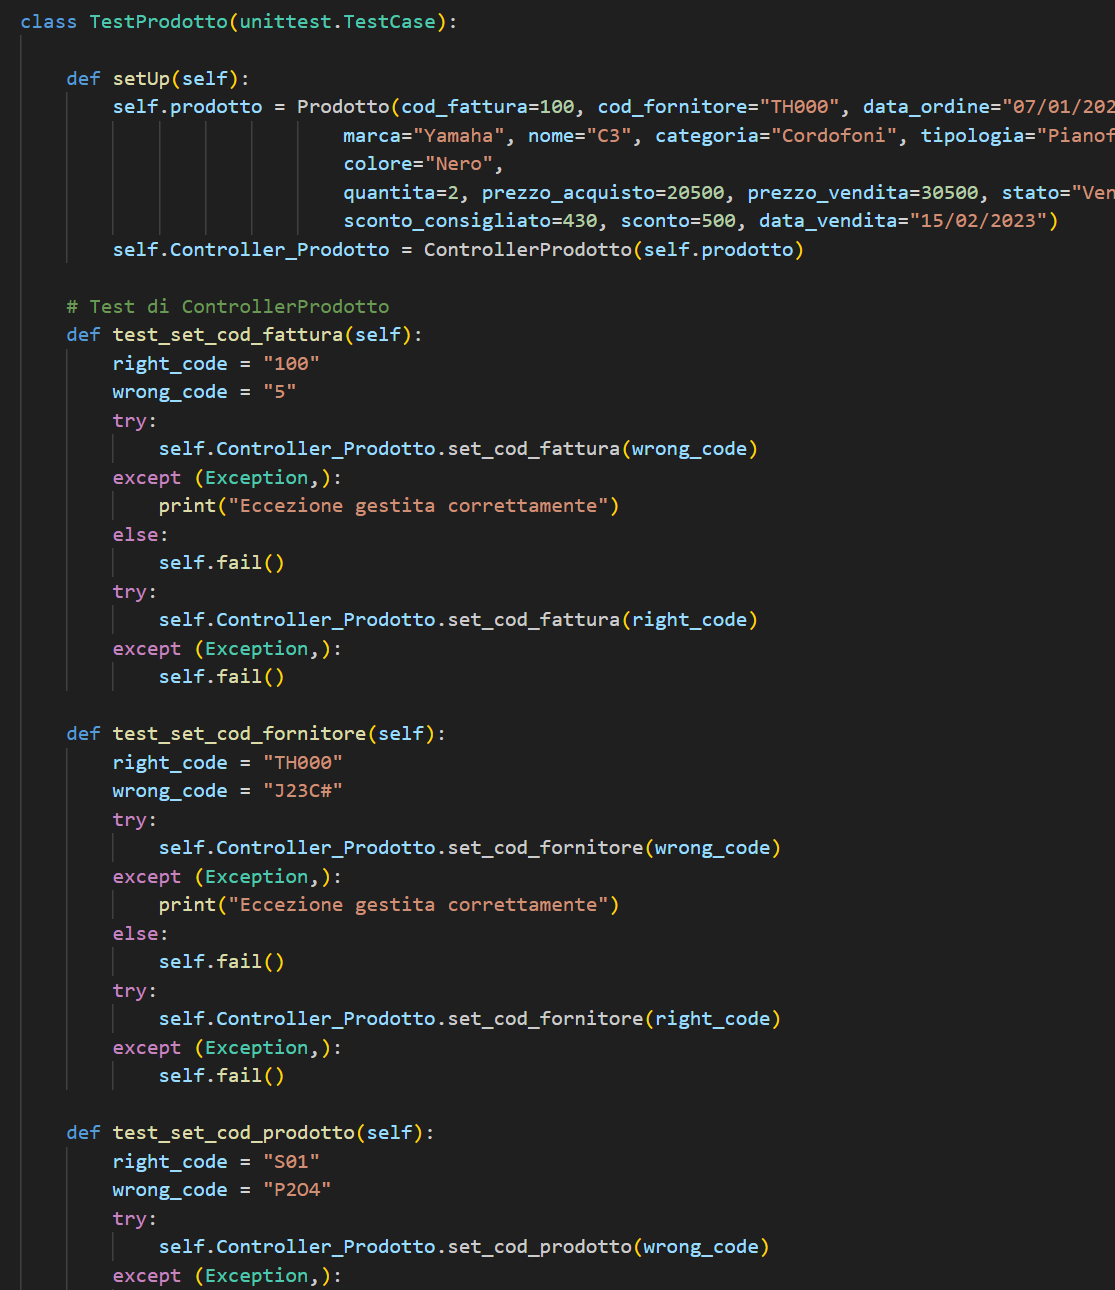 class TestProdotto(unittest.TestCase):
def setUp(self):
self.prodotto = Prodotto(cod_fattura=100, cod_fornitore="TH000", data_ordine="07/01/202
marca="Yamaha", nome="C3", categoria="Cordofoni", tipologia="Pianof
colore="Nero",
quantita=2, prezzo_acquisto=20500, prezzo_vendita=30500, stato="Ven
sconto_consigliato=430, sconto=500, data_vendita="15/02/2023")
self.Controller_Prodotto = ControllerProdotto(self.prodotto)
# Test di ControllerProdotto
def test_set_cod_fattura(self):
right_code = "100"
wrong_code = "5"
try:
self.Controller_Prodotto.set_cod_fattura(wrong_code)
except (Exception,):
print("Eccezione gestita correttamente")
else:
self.fail()
try:
self.Controller_Prodotto.set_cod_fattura(right_code)
except (Exception,):
self.fail()
def test_set_cod_fornitore(self):
right_code = "TH000"
wrong_code = "J23C#"
try:
self.Controller_Prodotto.set_cod_fornitore(wrong_code)
except (Exception,):
print("Eccezione gestita correttamente")
else:
self.fail()
try:
self.Controller_Prodotto.set_cod_fornitore(right_code)
except (Exception,):
self.fail()
def test_set_cod_prodotto(self):
right_code = "S01"
wrong_code = "P2O4"
try:
self.Controller_Prodotto.set_cod_prodotto(wrong_code)
except (Exception,):